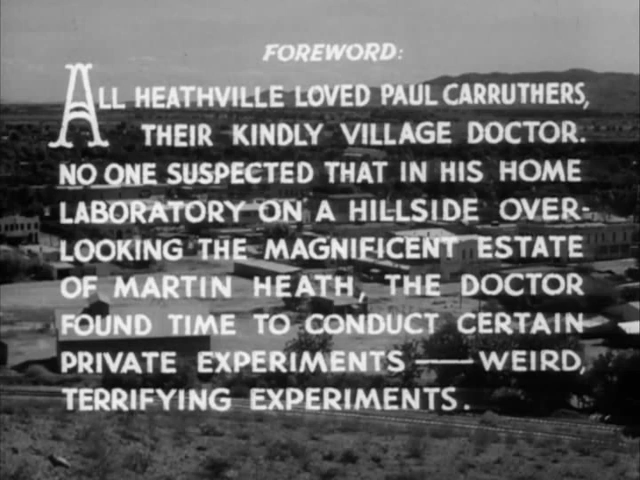 FOREWORD:
ALL HEATHVILLE LOVED PAUL CARRUTHERS,
THEIR KINDLY VILLAGE DOCTOR.
NO ONE SUSPECTED THAT IN HIS HOME
LABORATORY ON A HILLSIDE OVER-
LOOKING THE MAGNIFICENT ESTATE
OF MARTIN HEATH, THE DOCTOR
FOUND TIME TO CONDUCT CERTAIN
PRIVATE EXPERIMENTS — WEIRD,
TERRIFYING EXPERIMENTS.